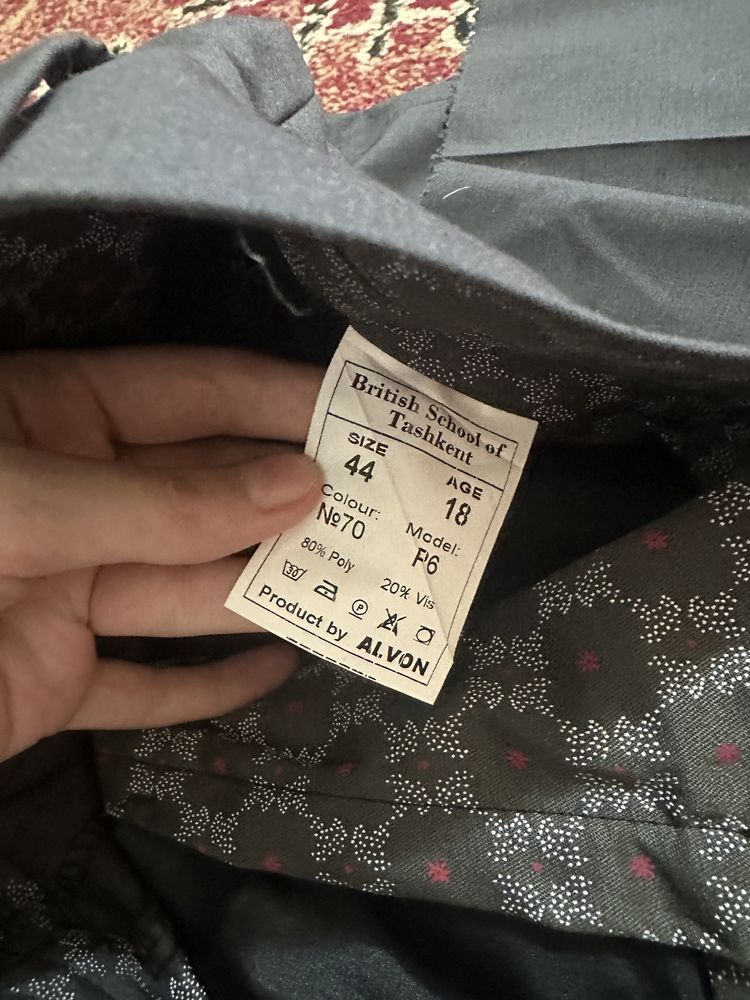 British School of
Tashkent
SIZE AGE
44 18
Colour: Model:
№70 P6
80% Poly 20% Vis
30 P
Product by ALVON